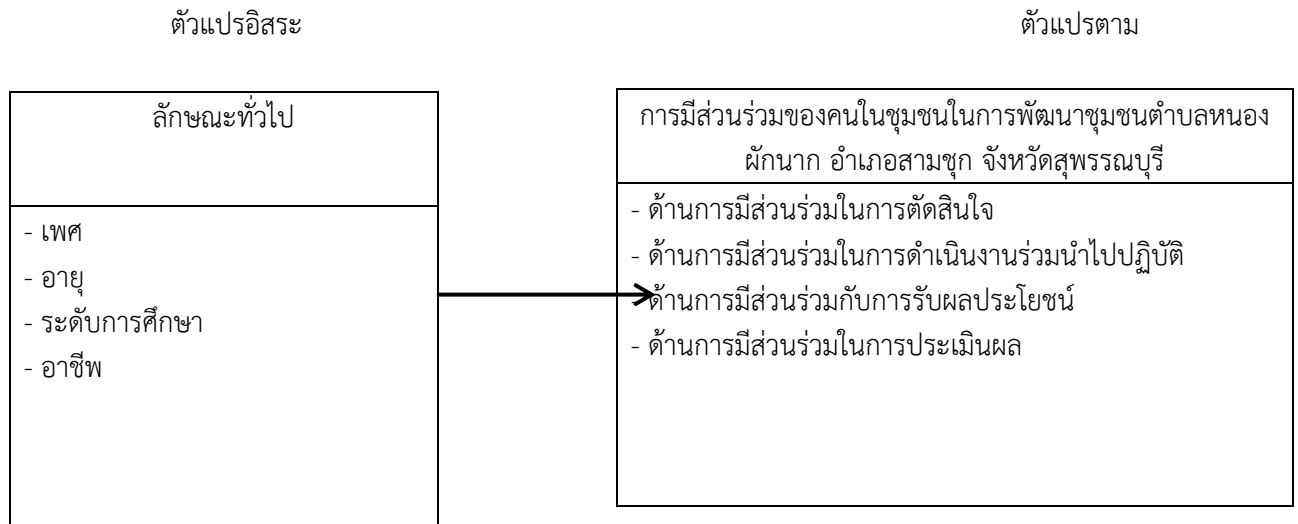 ตัวแปรอิสระ
ตัวแปรตาม
ลักษณะทั่วไป
- เพศ
- อายุ
- ระดับการศึกษา
- อาชีพ
การมีส่วนร่วมของคนในชุมชนในการพัฒนาชุมชนตำบลหนอง
ผักนาก อำเภอสามชุก จังหวัดสุพรรณบุรี
- ด้านการมีส่วนร่วมในการตัดสินใจ
- ด้านการมีส่วนร่วมในการดำเนินงานร่วมนำไปปฏิบัติ
- ด้านการมีส่วนร่วมกับการรับผลประโยชน์
- ด้านการมีส่วนร่วมในการประเมินผล